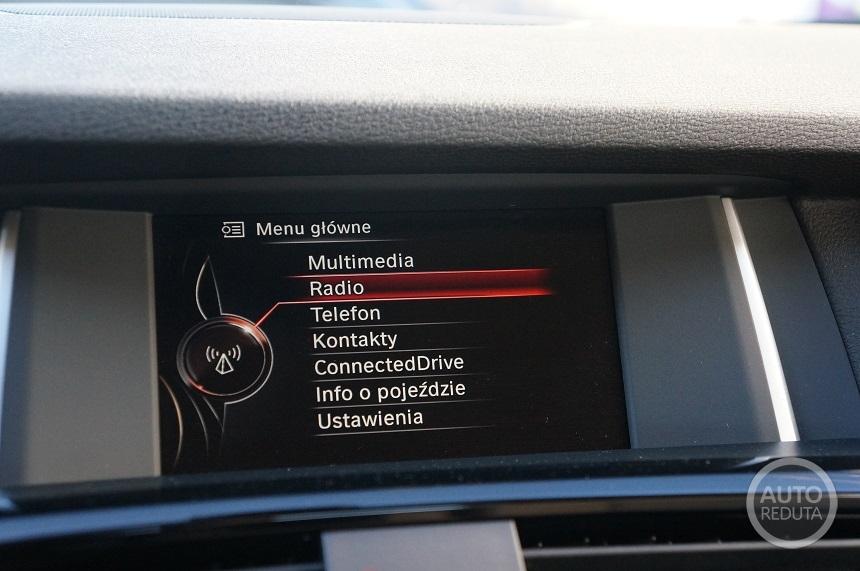 Menu główne
Multimedia
Radio
Telefon
Kontakty
ConnectedDrive
Info o pojeździe
Ustawienia
AUTO
REDUTA